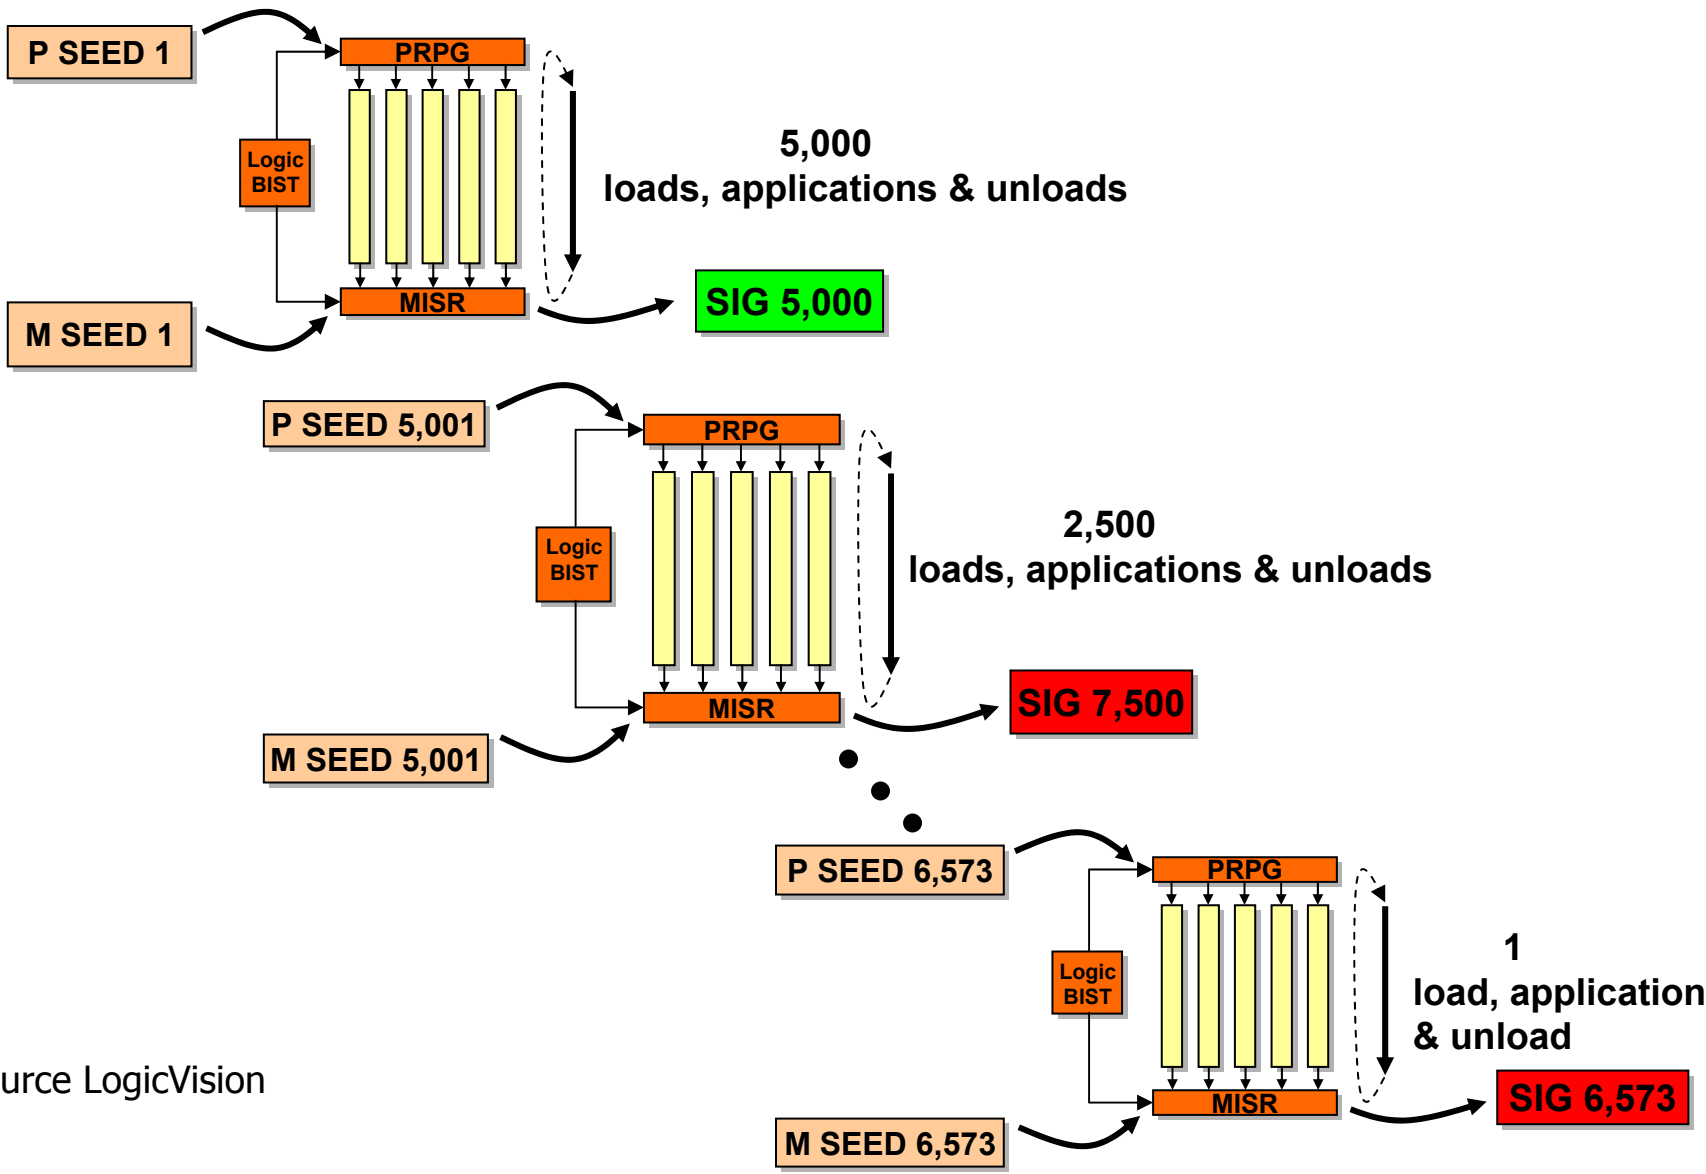 P SEED 1
PRPG
Logic
BIST
5,000
loads, applications & unloads
MISR
SIG 5,000
M SEED 1
P SEED 5,001
PRPG
2,500
loads, applications & unloads
Logic
BIST
MISR
SIG 7,500
M SEED 5,001
P SEED 6,573
PRPG
1
load, application
& unload
Logic
BIST
urce LogicVision
MISR
SIG 6,573
M SEED 6,573